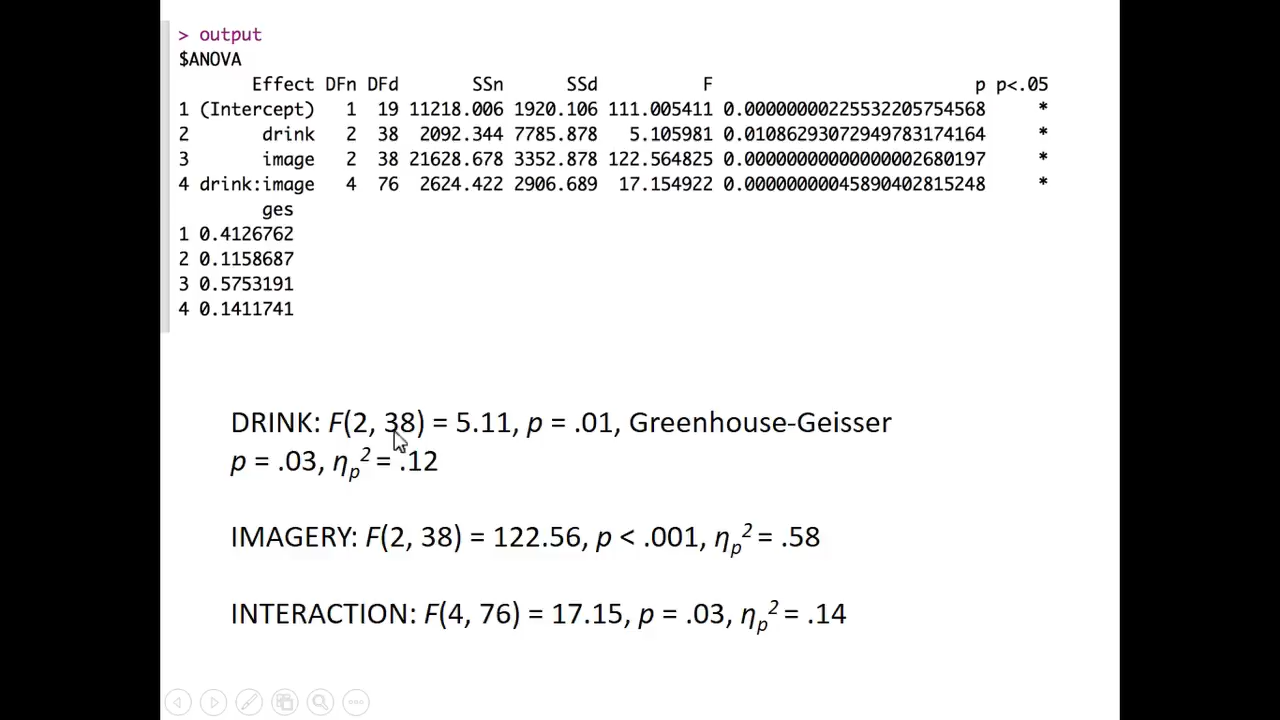 > output
$ANOVA
Effect DFn DFd SSn SSd F p p<.05
1 (Intercept) 1 19 11218.006 1920.106 111.005411 0.00000000225532205754568 *
2 drink 2 38 2092.344 7785.878 5.105981 0.01086293072949783174164 *
3 image 2 38 21628.678 3352.878 122.564825 0.00000000000000002680197 *
4 drink:image 4 76 2624.422 2906.689 17.154922 0.00000000045890402815248 *
ges
1 0.4126762
2 0.1158687
3 0.5753191
4 0.1411741
DRINK: F(2, 38) = 5.11, p = .01, Greenhouse-Geisser
p = .03, ηp² = .12
IMAGERY: F(2, 38) = 122.56, p < .001, ηp² = .58
INTERACTION: F(4, 76) = 17.15, p = .03, ηp² = .14